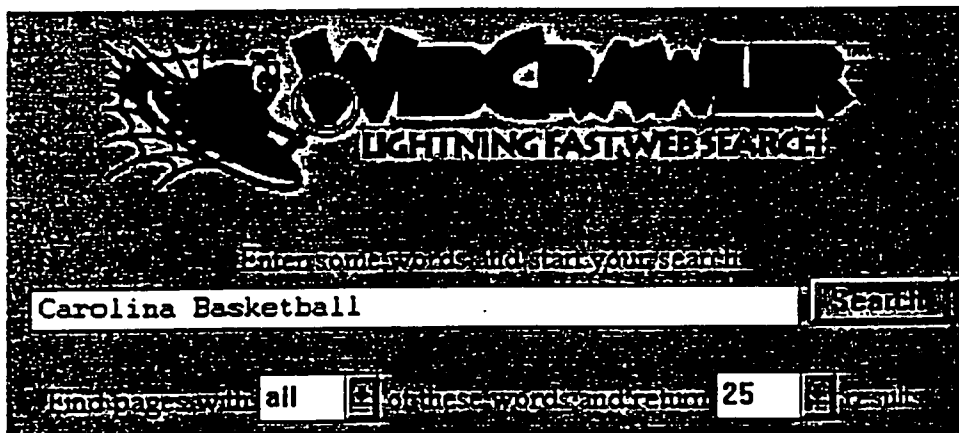 WEBCRAWLER
LIGHTNING FAST WEB SEARCH
Enter some words and start your search
Carolina Basketball Search
Find pages with all of these words and return 25 results